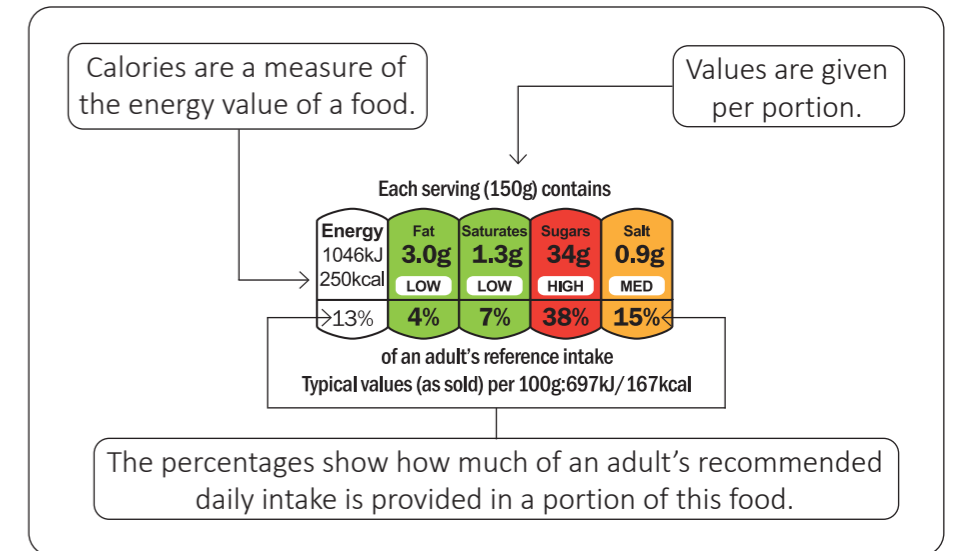 Calories are a measure of
the energy value of a food.
Values are given
per portion.
Each serving (150g) contains
Energy
1046kJ
250kcal
13%
Fat
3.0g
LOW
4%
Saturates
1.3g
LOW
7%
Sugars
34g
HIGH
38%
Salt
0.9g
MED
15%
of an adult's reference intake
Typical values (as sold) per 100g:697kJ/167kcal
The percentages show how much of an adult's recommended
daily intake is provided in a portion of this food.